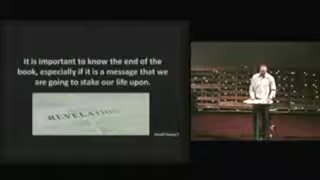 It is important to know the end of the
book, especially if it is a message that we
are going to stake our life upon.
REVELATION